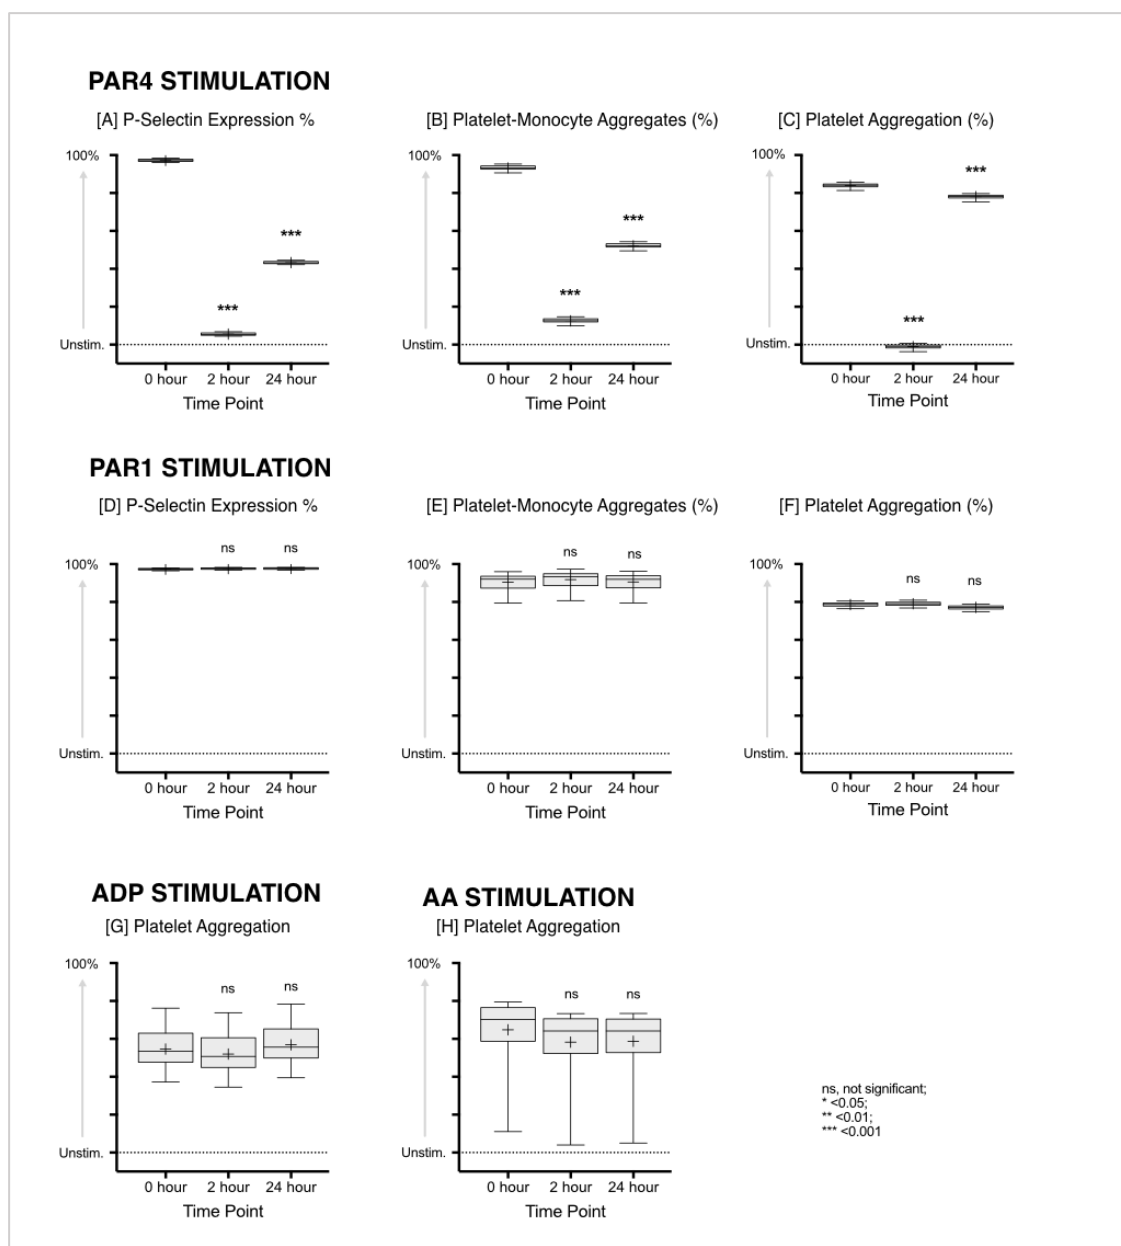 PAR4 STIMULATION
[A] P-Selectin Expression %
[B] Platelet-Monocyte Aggregates (%)
[C] Platelet Aggregation (%)
100%
***
***
Unstim.
0 hour
2 hour
24 hour
Time Point
100%
***
***
Unstim.
0 hour
2 hour
24 hour
Time Point
100%
***
***
Unstim.
0 hour
2 hour
24 hour
Time Point
PAR1 STIMULATION
[D] P-Selectin Expression %
[E] Platelet-Monocyte Aggregates (%)
[F] Platelet Aggregation (%)
100%
ns
ns
Unstim.
0 hour
2 hour
24 hour
Time Point
100%
ns
ns
Unstim.
0 hour
2 hour
24 hour
Time Point
100%
ns
ns
Unstim.
0 hour
2 hour
24 hour
Time Point
ADP STIMULATION
[G] Platelet Aggregation
100%
ns
ns
Unstim.
0 hour
2 hour
24 hour
Time Point
AA STIMULATION
[H] Platelet Aggregation
100%
ns
ns
Unstim.
0 hour
2 hour
24 hour
Time Point
ns, not significant;
* <0.05;
** <0.01;
*** <0.001